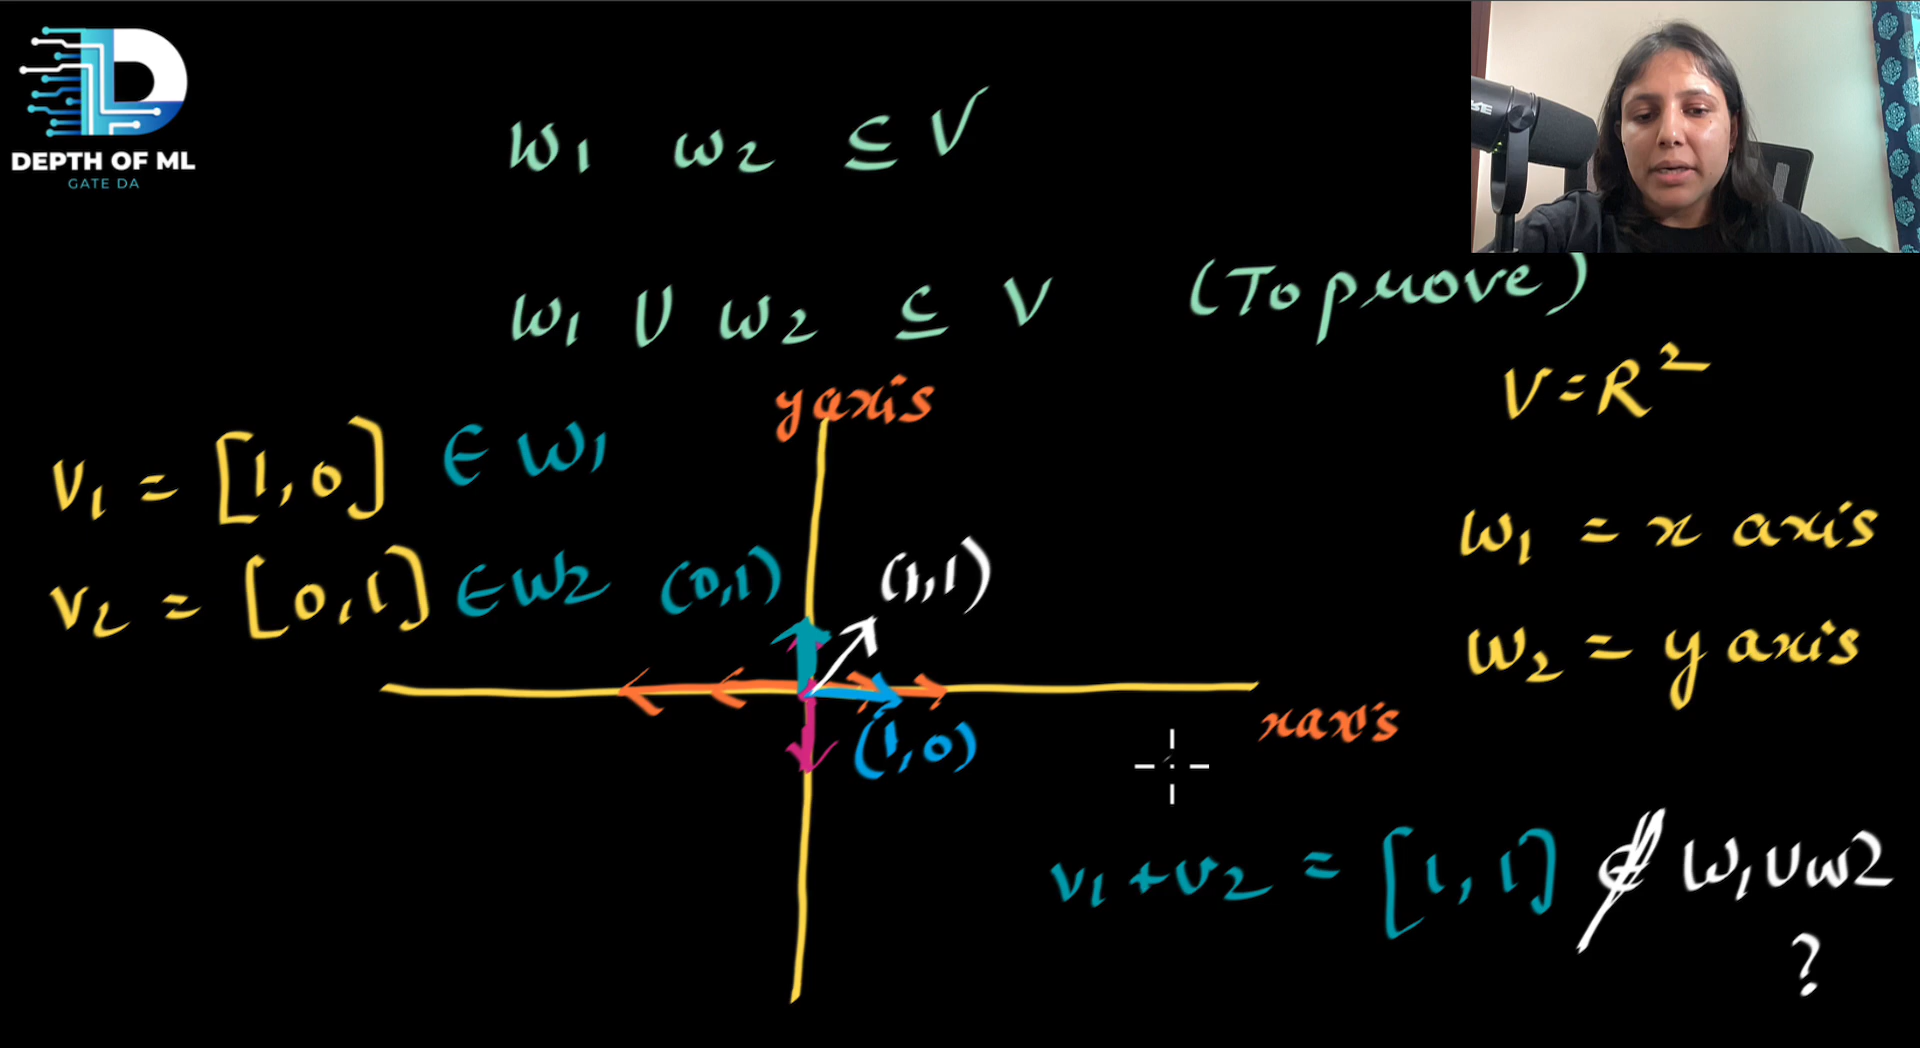 DEPTH OF ML
GATE DA
W1 W2 ⊆ V
W1 U W2 ⊆ V (To prove)
V = R²
y axis
V1 = [1, 0] ∈ W1
W1 = x axis
V2 = [0, 1] ∈ W2
(0,1)
(1,1)
W2 = y axis
x axis
(1, 0)
V1 + V2 = [1, 1] ∉ W1 U W2
?